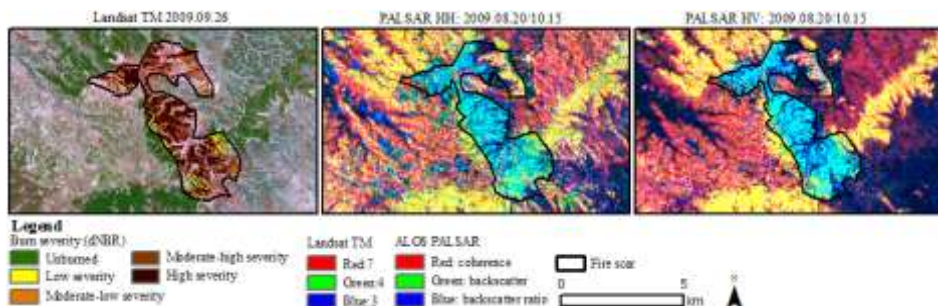 Landsat TM 2009.09.26
PALSAR HH: 2009.08.20/10.15
PALSAR HV: 2009.08.20/10.15
Legend
Burn severity (dNBR)
Unburned
Low severity
Moderate-low severity
Moderate-high severity
High severity
Landsat TM
Red: 7
Green: 4
Blue: 3
ALOS PALSAR
Red: coherence
Green: backscatter
Blue: backscatter ratio
Fire scar
0 5
km
N